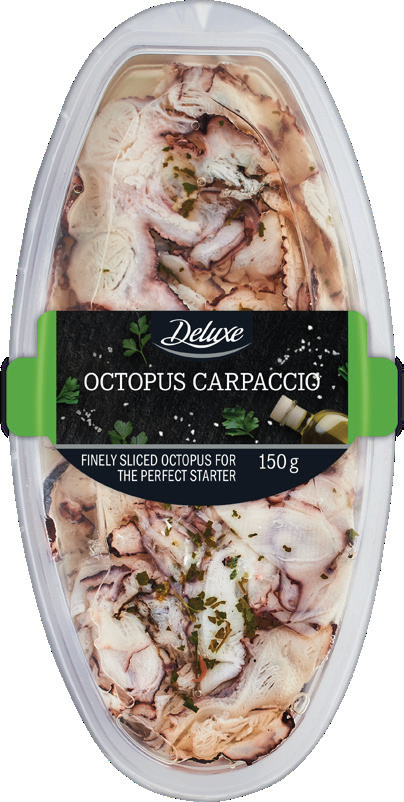 Deluxe
OCTOPUS CARPACCIO
FINELY SLICED OCTOPUS FOR
THE PERFECT STARTER
150 g